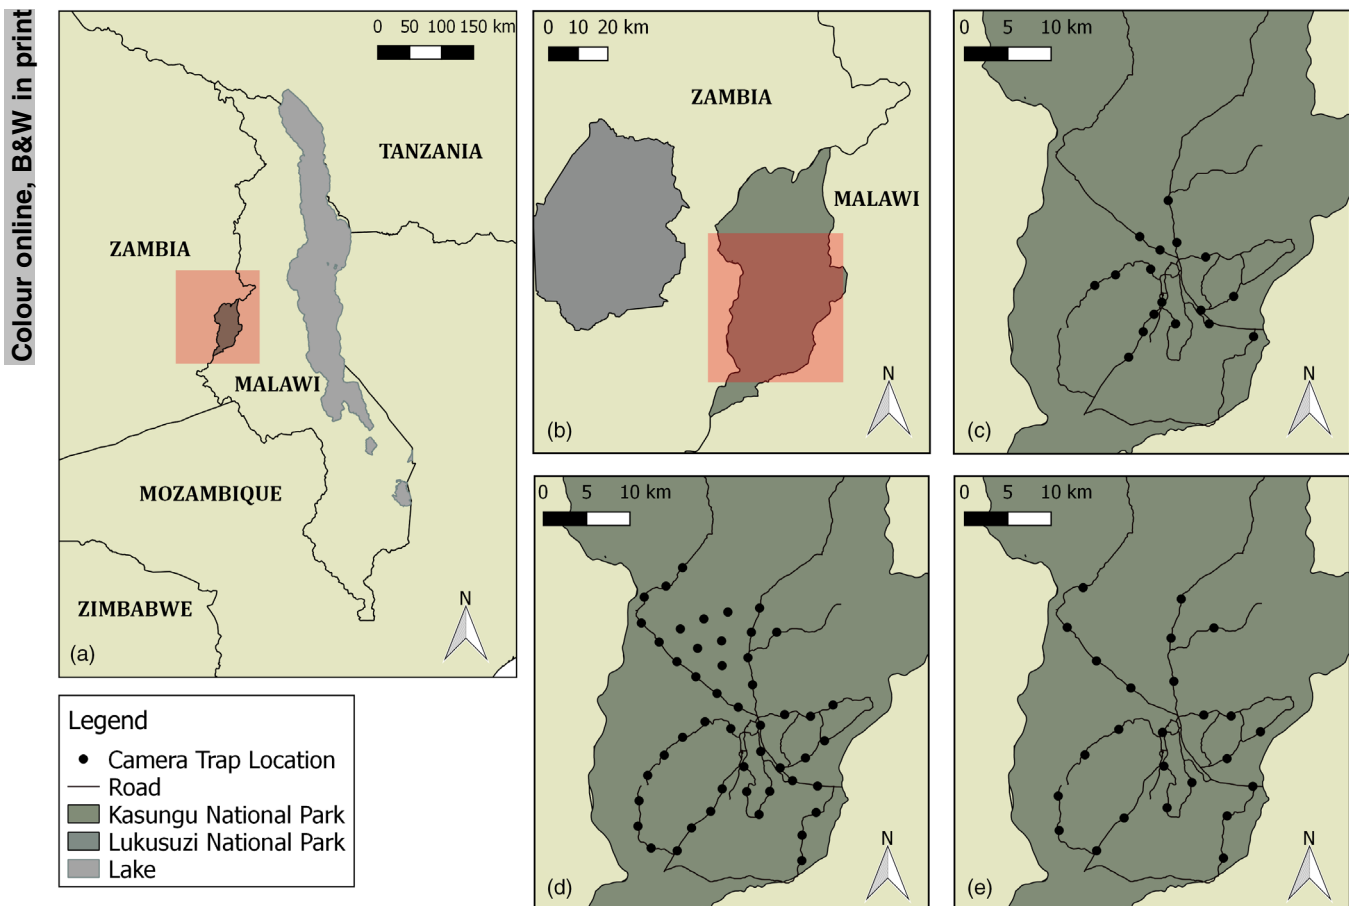 Colour online, B&W in print
0 50 100 150 km
TANZANIA
ZAMBIA
MALAWI
MOZAMBIQUE
ZIMBABWE
N
(a)
0 10 20 km
ZAMBIA
MALAWI
N
(b)
0 5 10 km
N
(c)
Legend
Camera Trap Location
Road
Kasungu National Park
Lukusuzi National Park
Lake
0 5 10 km
N
(d)
0 5 10 km
N
(e)